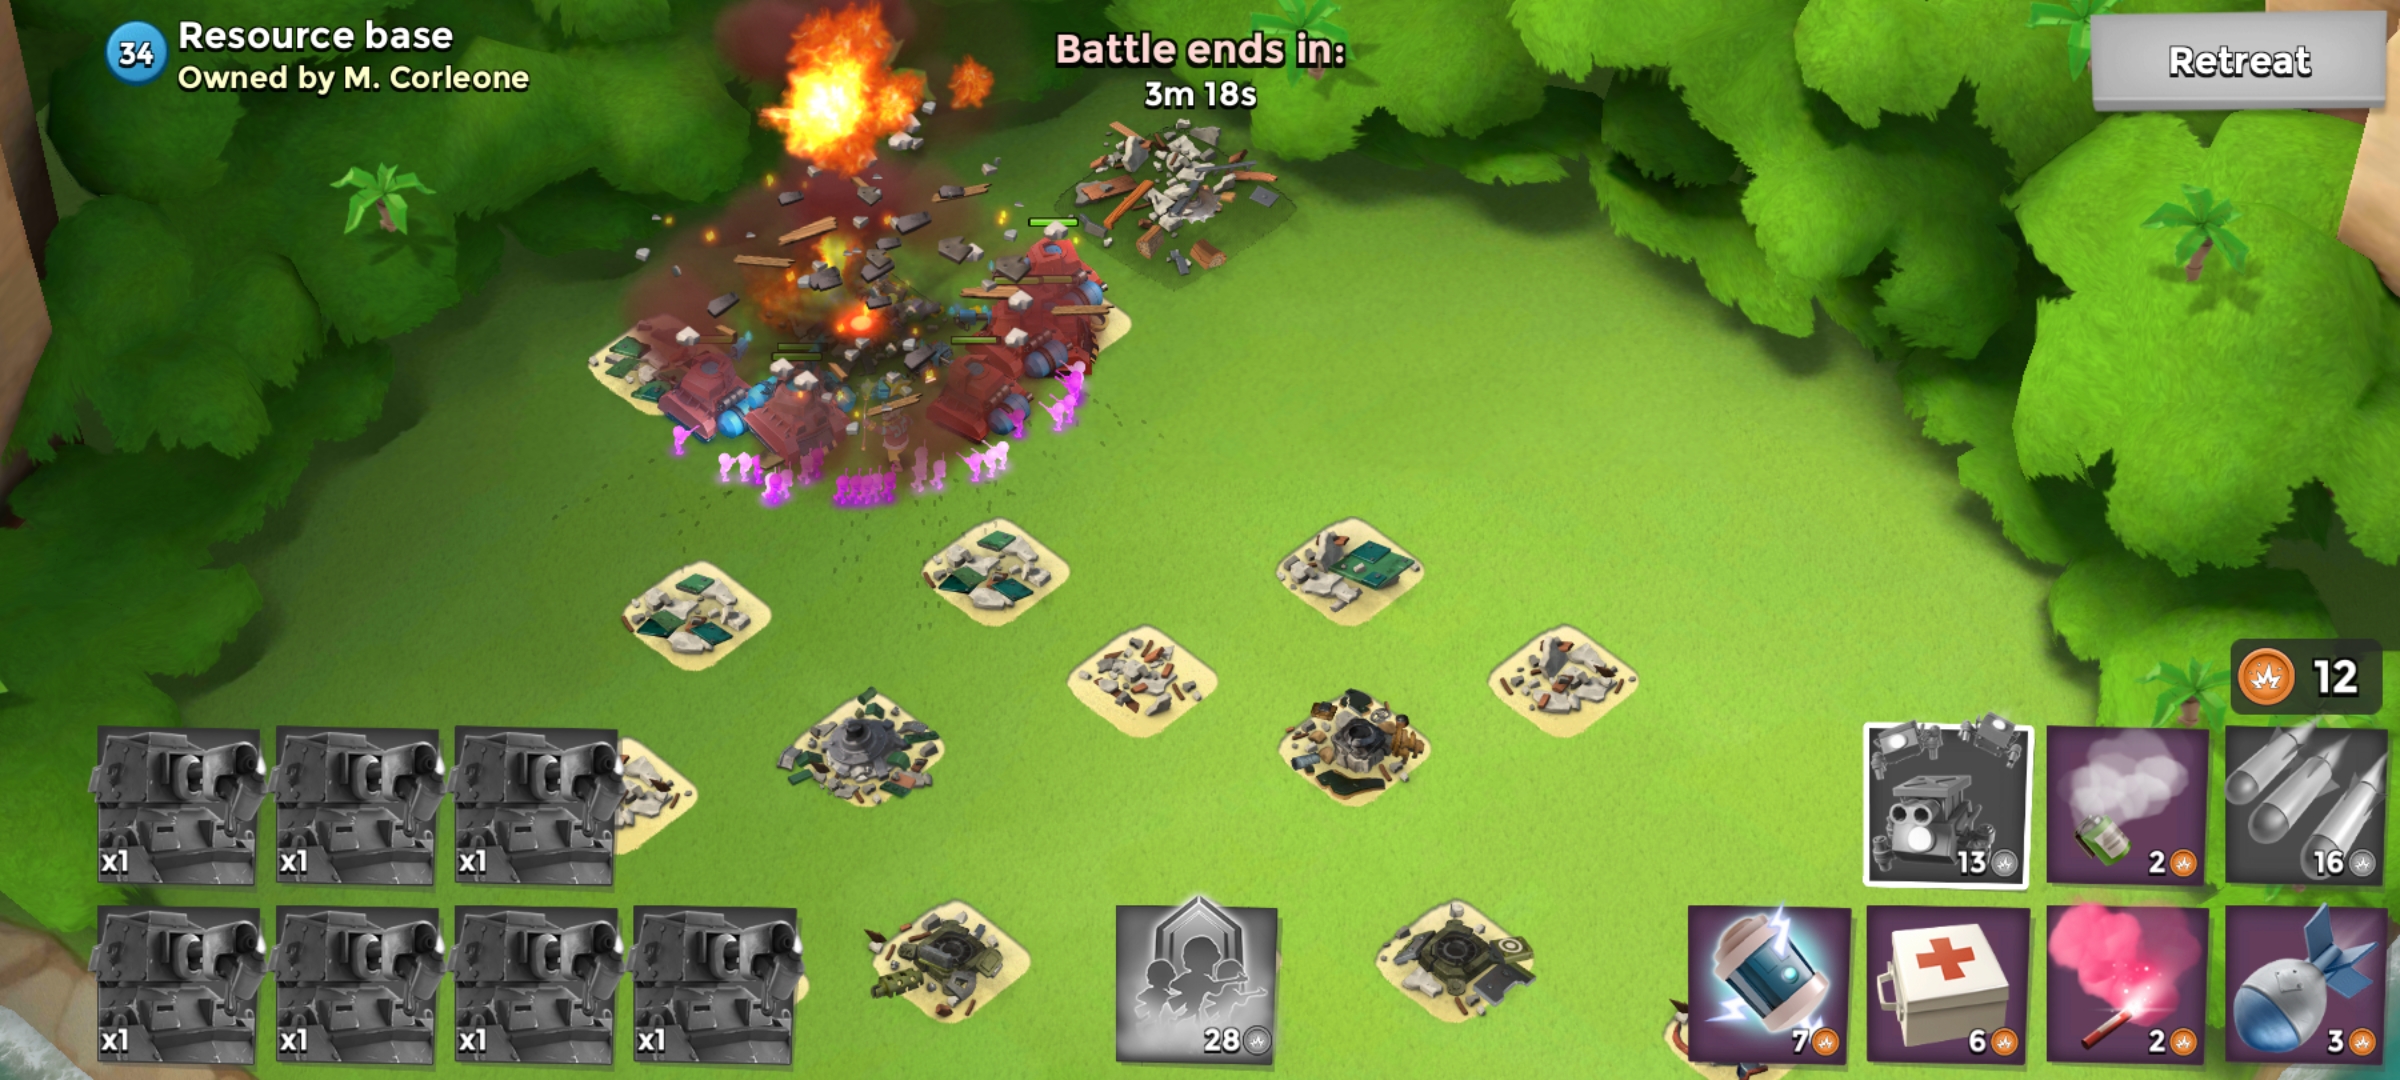 34
Resource base
Owned by M. Corleone
Battle ends in:
3m 18s
Retreat
12
x1
x1
x1
13
2
16
x1
x1
x1
x1
28
7
6
2
3